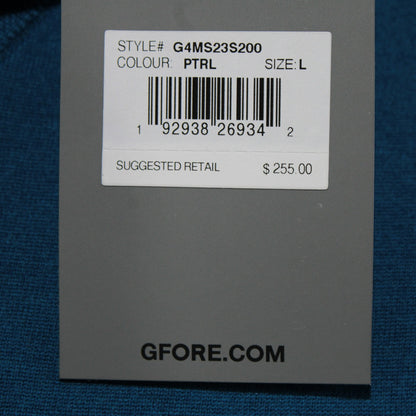 STYLE# G4MS23S200
COLOUR: PTRL SIZE: L
1 92938 26934 2
SUGGESTED RETAIL $ 255.00
GFORE.COM